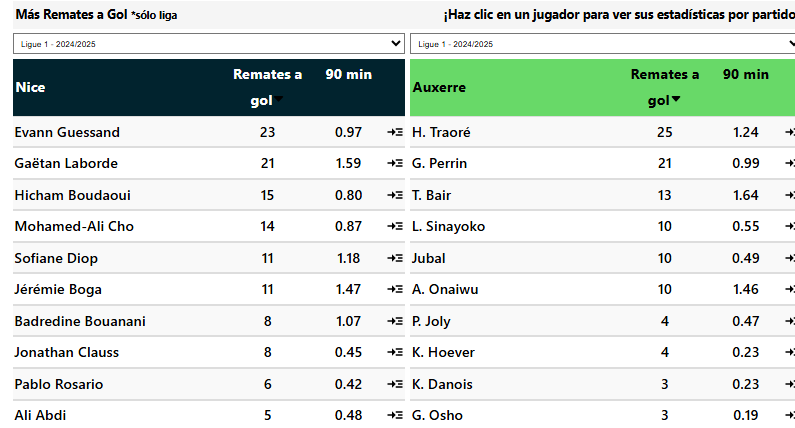 Más Remates a Gol *sólo liga
¡Haz clic en un jugador para ver sus estadísticas por partido
Ligue 1 - 2024/2025
Ligue 1 - 2024/2025
Nice Remates a gol 90 min
Evann Guessand 23 0.97
Gaëtan Laborde 21 1.59
Hicham Boudaoui 15 0.80
Mohamed-Ali Cho 14 0.87
Sofiane Diop 11 1.18
Jérémie Boga 11 1.47
Badredine Bouanani 8 1.07
Jonathan Clauss 8 0.45
Pablo Rosario 6 0.42
Ali Abdi 5 0.48
Auxerre Remates a gol 90 min
H. Traoré 25 1.24
G. Perrin 21 0.99
T. Bair 13 1.64
L. Sinayoko 10 0.55
Jubal 10 0.49
A. Onaiwu 10 1.46
P. Joly 4 0.47
K. Hoever 4 0.23
K. Danois 3 0.23
G. Osho 3 0.19